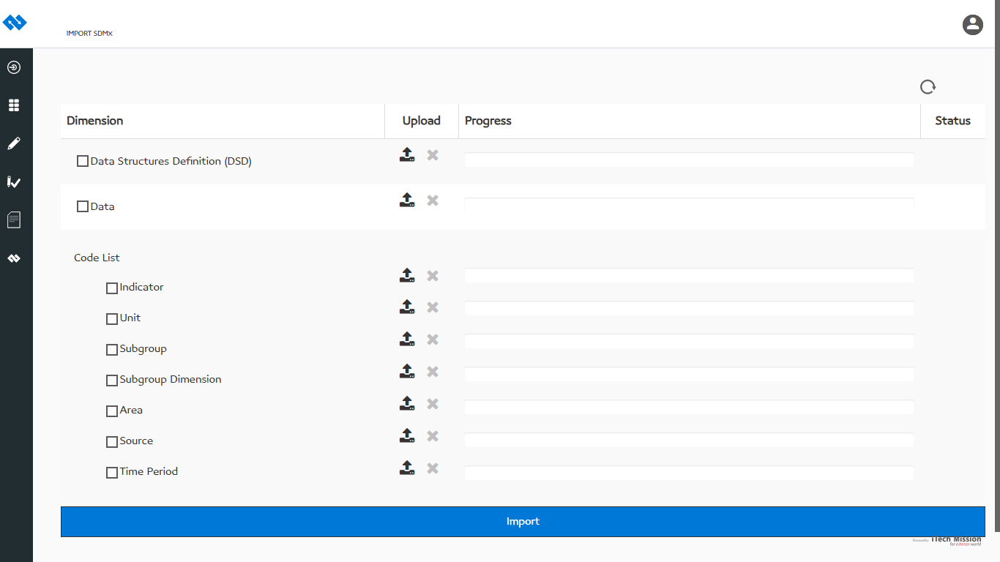 IMPORT SDMX
Dimension Upload Progress Status
Data Structures Definition (DSD)
Data
Code List
Indicator
Unit
Subgroup
Subgroup Dimension
Area
Source
Time Period
Import
Powered by iTech Mission
for a better world